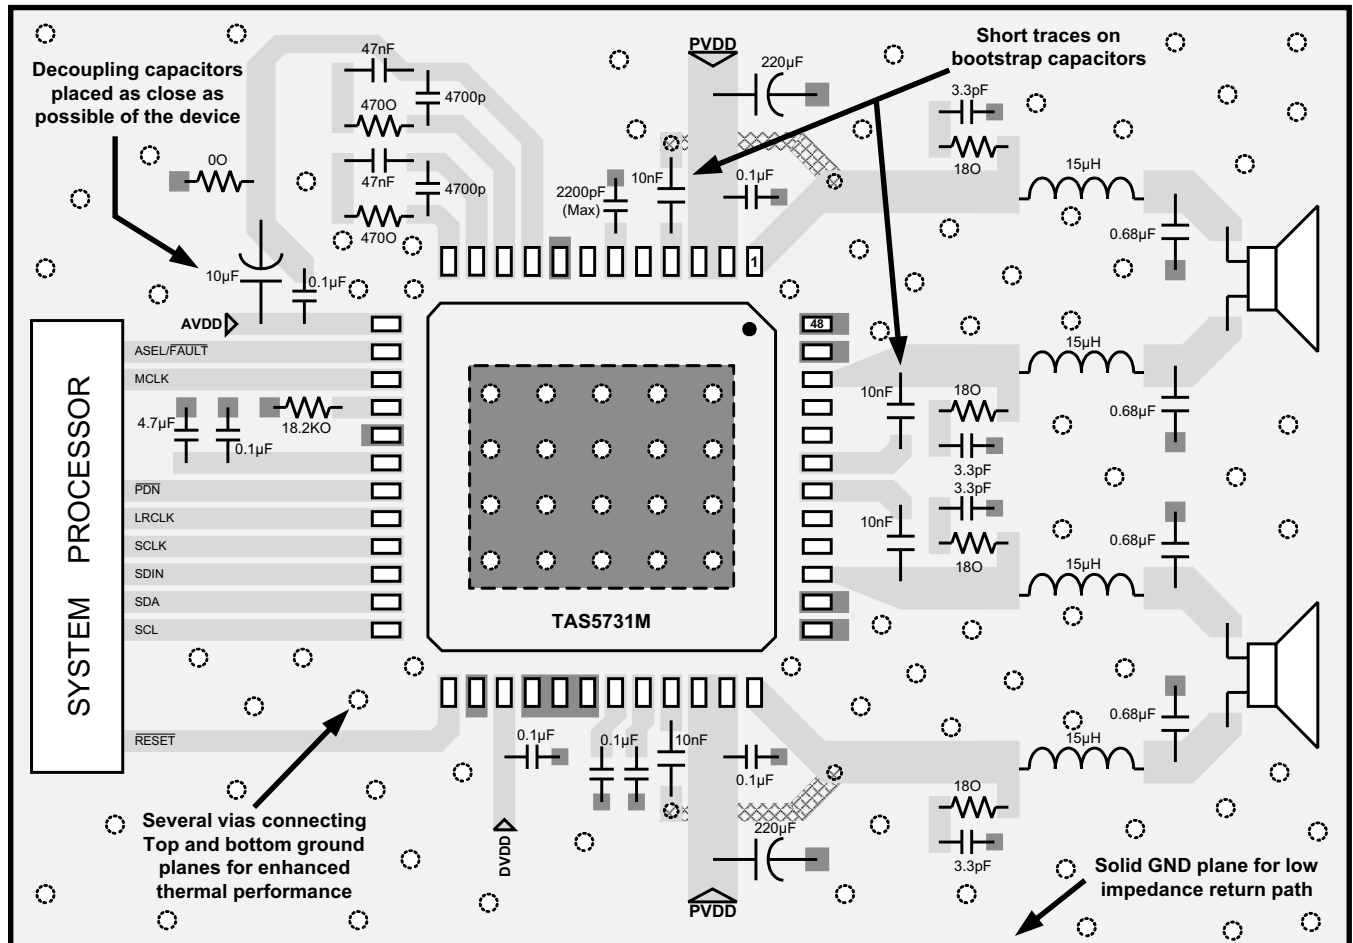 Decoupling capacitors
placed as close as
possible of the device
47nF
4700p
470O
47nF
4700p
470O
0O
10µF
0.1µF
PVDD
220µF
2200pF
(Max)
10nF
0.1µF
Short traces on
bootstrap capacitors
3.3pF
18O
15µH
0.68µF
1
AVDD
48
ASEL/FAULT
MCLK
4.7µF
0.1µF
18.2KO
PDN
LRCLK
SCLK
SDIN
SDA
SCL
SYSTEM PROCESSOR
TAS5731M
15µH
10nF
18O
0.68µF
3.3pF
3.3pF
10nF
18O
0.68µF
15µH
RESET
0.1µF
0.1µF
10nF
0.1µF
0.68µF
15µH
18O
3.3pF
220µF
DVDD
PVDD
Several vias connecting
Top and bottom ground
planes for enhanced
thermal performance
Solid GND plane for low
impedance return path